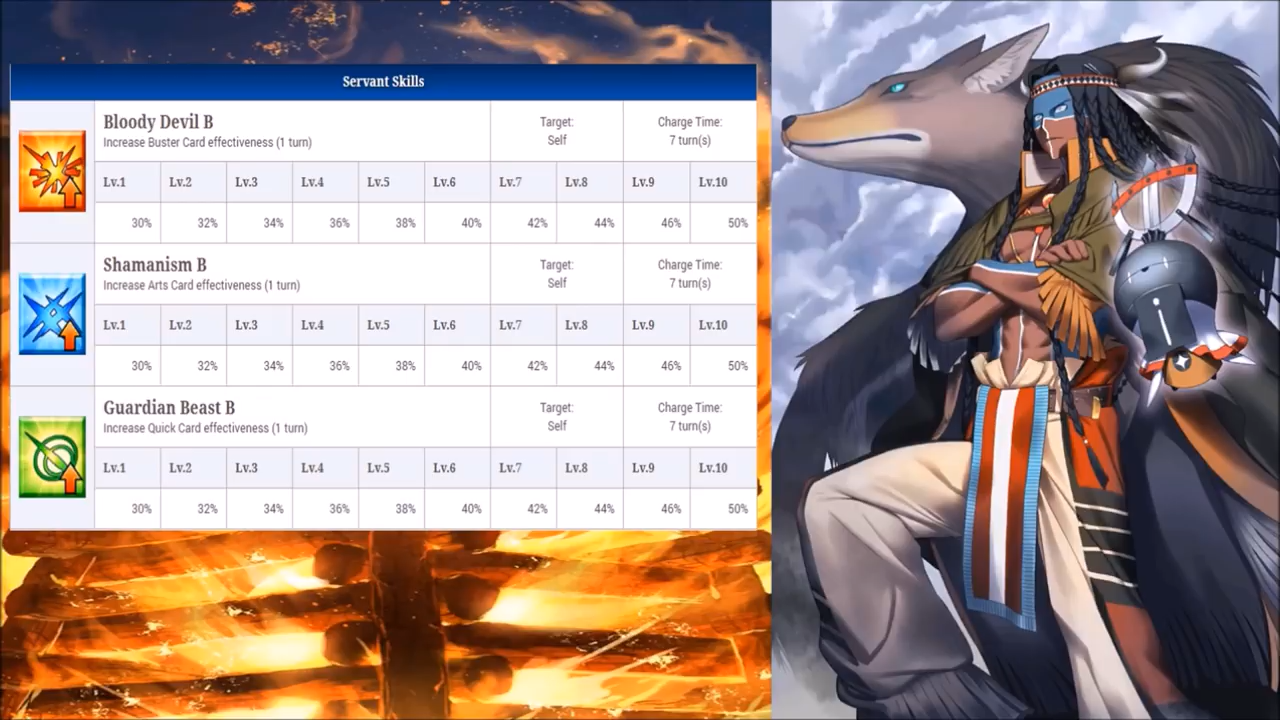 Servant Skills
Bloody Devil B
Increase Buster Card effectiveness (1 turn)
Target:
Self
Charge Time:
7 turn(s)
Lv.1 Lv.2 Lv.3 Lv.4 Lv.5 Lv.6 Lv.7 Lv.8 Lv.9 Lv.10
30% 32% 34% 36% 38% 40% 42% 44% 46% 50%
Shamanism B
Increase Arts Card effectiveness (1 turn)
Target:
Self
Charge Time:
7 turn(s)
Lv.1 Lv.2 Lv.3 Lv.4 Lv.5 Lv.6 Lv.7 Lv.8 Lv.9 Lv.10
30% 32% 34% 36% 38% 40% 42% 44% 46% 50%
Guardian Beast B
Increase Quick Card effectiveness (1 turn)
Target:
Self
Charge Time:
7 turn(s)
Lv.1 Lv.2 Lv.3 Lv.4 Lv.5 Lv.6 Lv.7 Lv.8 Lv.9 Lv.10
30% 32% 34% 36% 38% 40% 42% 44% 46% 50%